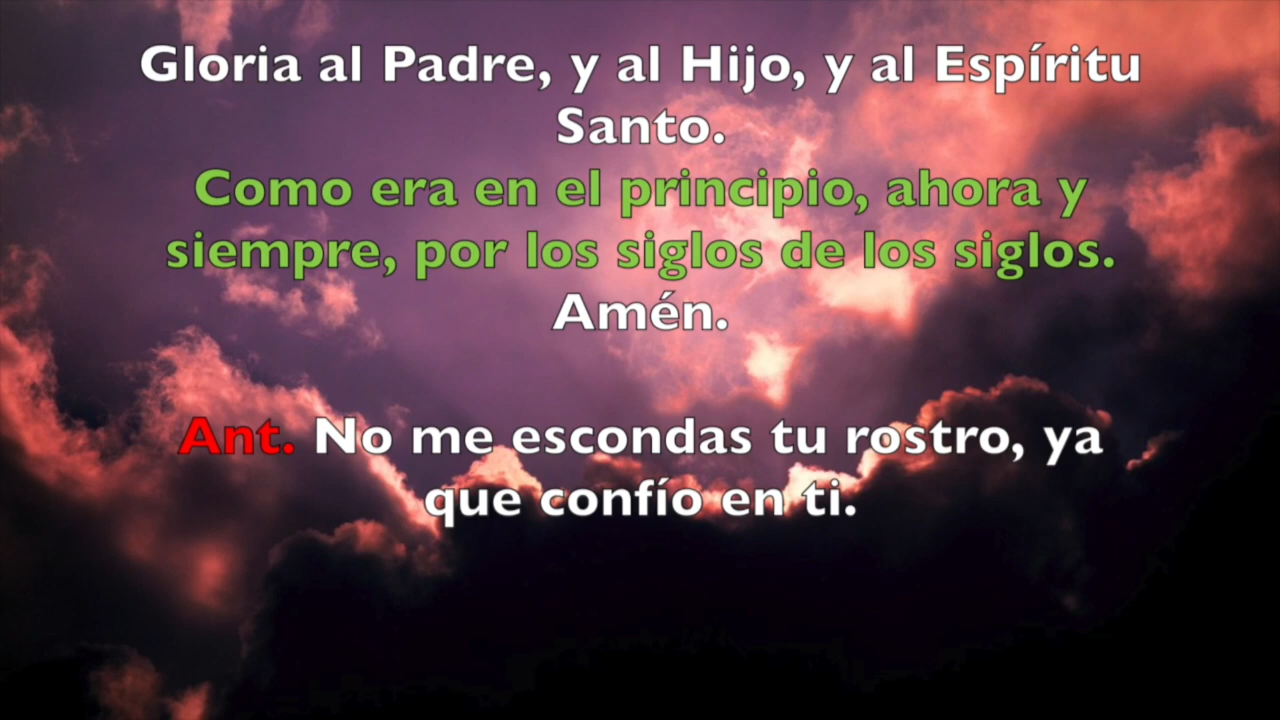 Gloria al Padre, y al Hijo, y al Espíritu
Santo.
Como era en el principio, ahora y
siempre, por los siglos de los siglos.
Amén.
Ant. No me escondas tu rostro, ya
que confío en ti.